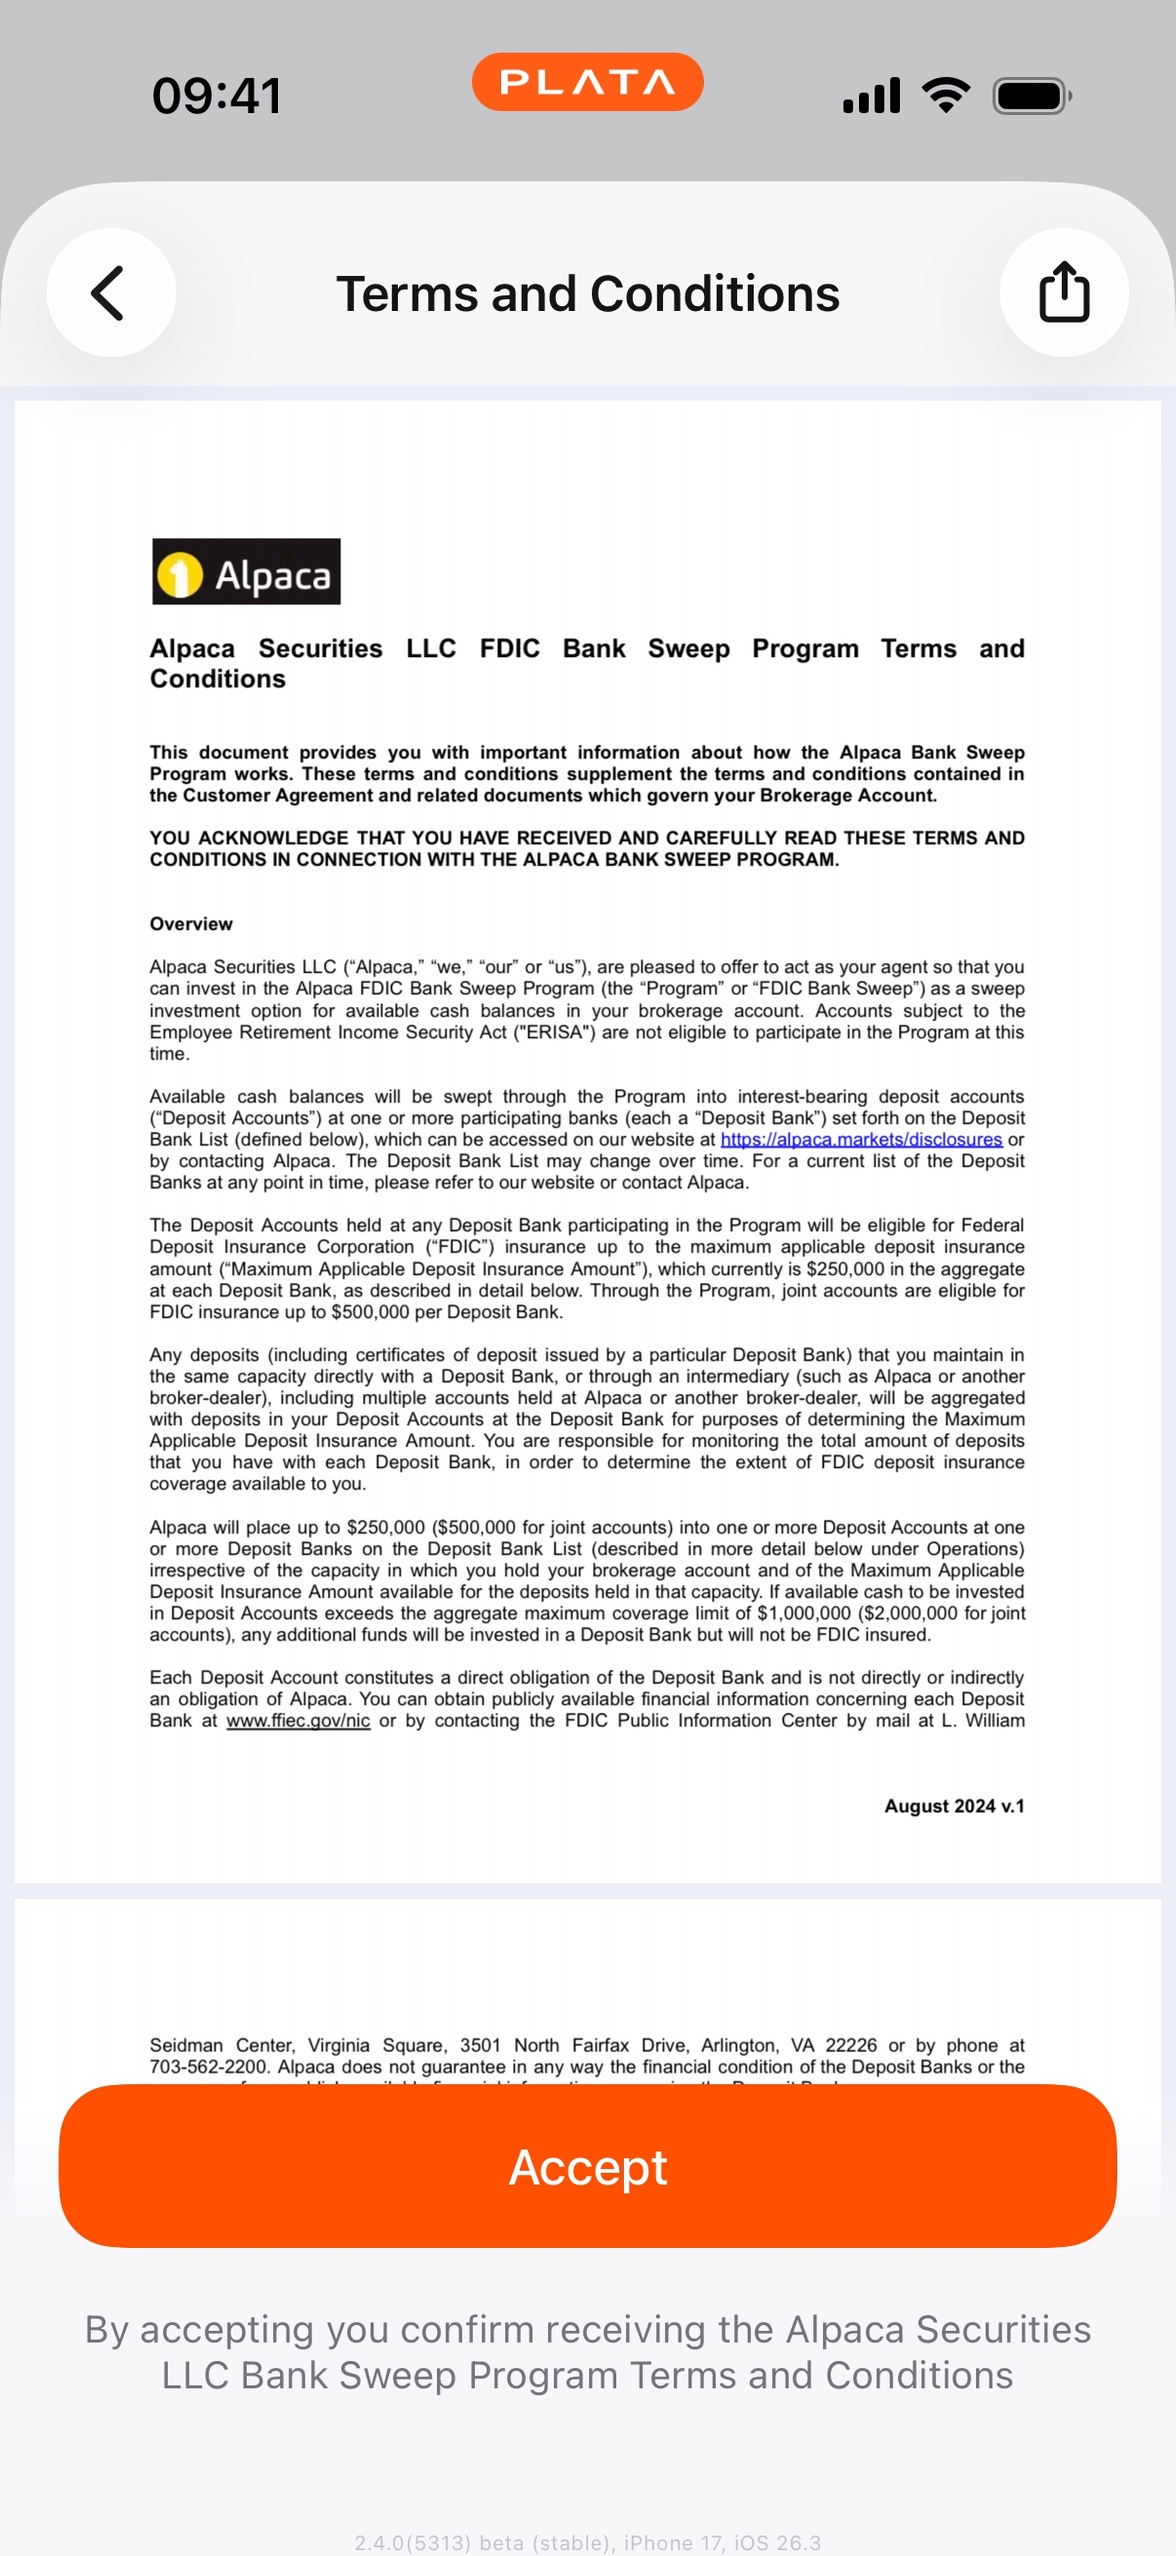 09:41
PLATA
Terms and Conditions
Alpaca
Alpaca Securities LLC FDIC Bank Sweep Program Terms and
Conditions
This document provides you with important information about how the Alpaca Bank Sweep
Program works. These terms and conditions supplement the terms and conditions contained in
the Customer Agreement and related documents which govern your Brokerage Account.
YOU ACKNOWLEDGE THAT YOU HAVE RECEIVED AND CAREFULLY READ THESE TERMS AND
CONDITIONS IN CONNECTION WITH THE ALPACA BANK SWEEP PROGRAM.
Overview
Alpaca Securities LLC (“Alpaca,” “we,” “our” or “us”), are pleased to offer to act as your agent so that you
can invest in the Alpaca FDIC Bank Sweep Program (the “Program” or “FDIC Bank Sweep”) as a sweep
investment option for available cash balances in your brokerage account. Accounts subject to the
Employee Retirement Income Security Act ("ERISA") are not eligible to participate in the Program at this
time.
Available cash balances will be swept through the Program into interest-bearing deposit accounts
(“Deposit Accounts”) at one or more participating banks (each a “Deposit Bank”) set forth on the Deposit
Bank List (defined below), which can be accessed on our website at https://alpaca.markets/disclosures or
by contacting Alpaca. The Deposit Bank List may change over time. For a current list of the Deposit
Banks at any point in time, please refer to our website or contact Alpaca.
The Deposit Accounts held at any Deposit Bank participating in the Program will be eligible for Federal
Deposit Insurance Corporation (“FDIC”) insurance up to the maximum applicable deposit insurance
amount (“Maximum Applicable Deposit Insurance Amount”), which currently is $250,000 in the aggregate
at each Deposit Bank, as described in detail below. Through the Program, joint accounts are eligible for
FDIC insurance up to $500,000 per Deposit Bank.
Any deposits (including certificates of deposit issued by a particular Deposit Bank) that you maintain in
the same capacity directly with a Deposit Bank, or through an intermediary (such as Alpaca or another
broker-dealer), including multiple accounts held at Alpaca or another broker-dealer, will be aggregated
with deposits in your Deposit Accounts at the Deposit Bank for purposes of determining the Maximum
Applicable Deposit Insurance Amount. You are responsible for monitoring the total amount of deposits
that you have with each Deposit Bank, in order to determine the extent of FDIC deposit insurance
coverage available to you.
Alpaca will place up to $250,000 ($500,000 for joint accounts) into one or more Deposit Accounts at one
or more Deposit Banks on the Deposit Bank List (described in more detail below under Operations)
irrespective of the capacity in which you hold your brokerage account and of the Maximum Applicable
Deposit Insurance Amount available for the deposits held in that capacity. If available cash to be invested
in Deposit Accounts exceeds the aggregate maximum coverage limit of $1,000,000 ($2,000,000 for joint
accounts), any additional funds will be invested in a Deposit Bank but will not be FDIC insured.
Each Deposit Account constitutes a direct obligation of the Deposit Bank and is not directly or indirectly
an obligation of Alpaca. You can obtain publicly available financial information concerning each Deposit
Bank at www.ffiec.gov/nic or by contacting the FDIC Public Information Center by mail at L. William
August 2024 v.1
Seidman Center, Virginia Square, 3501 North Fairfax Drive, Arlington, VA 22226 or by phone at
703-562-2200. Alpaca does not guarantee in any way the financial condition of the Deposit Banks or the
Accept
By accepting you confirm receiving the Alpaca Securities
LLC Bank Sweep Program Terms and Conditions
2.4.0(5313) beta (stable), iPhone 17, iOS 26.3